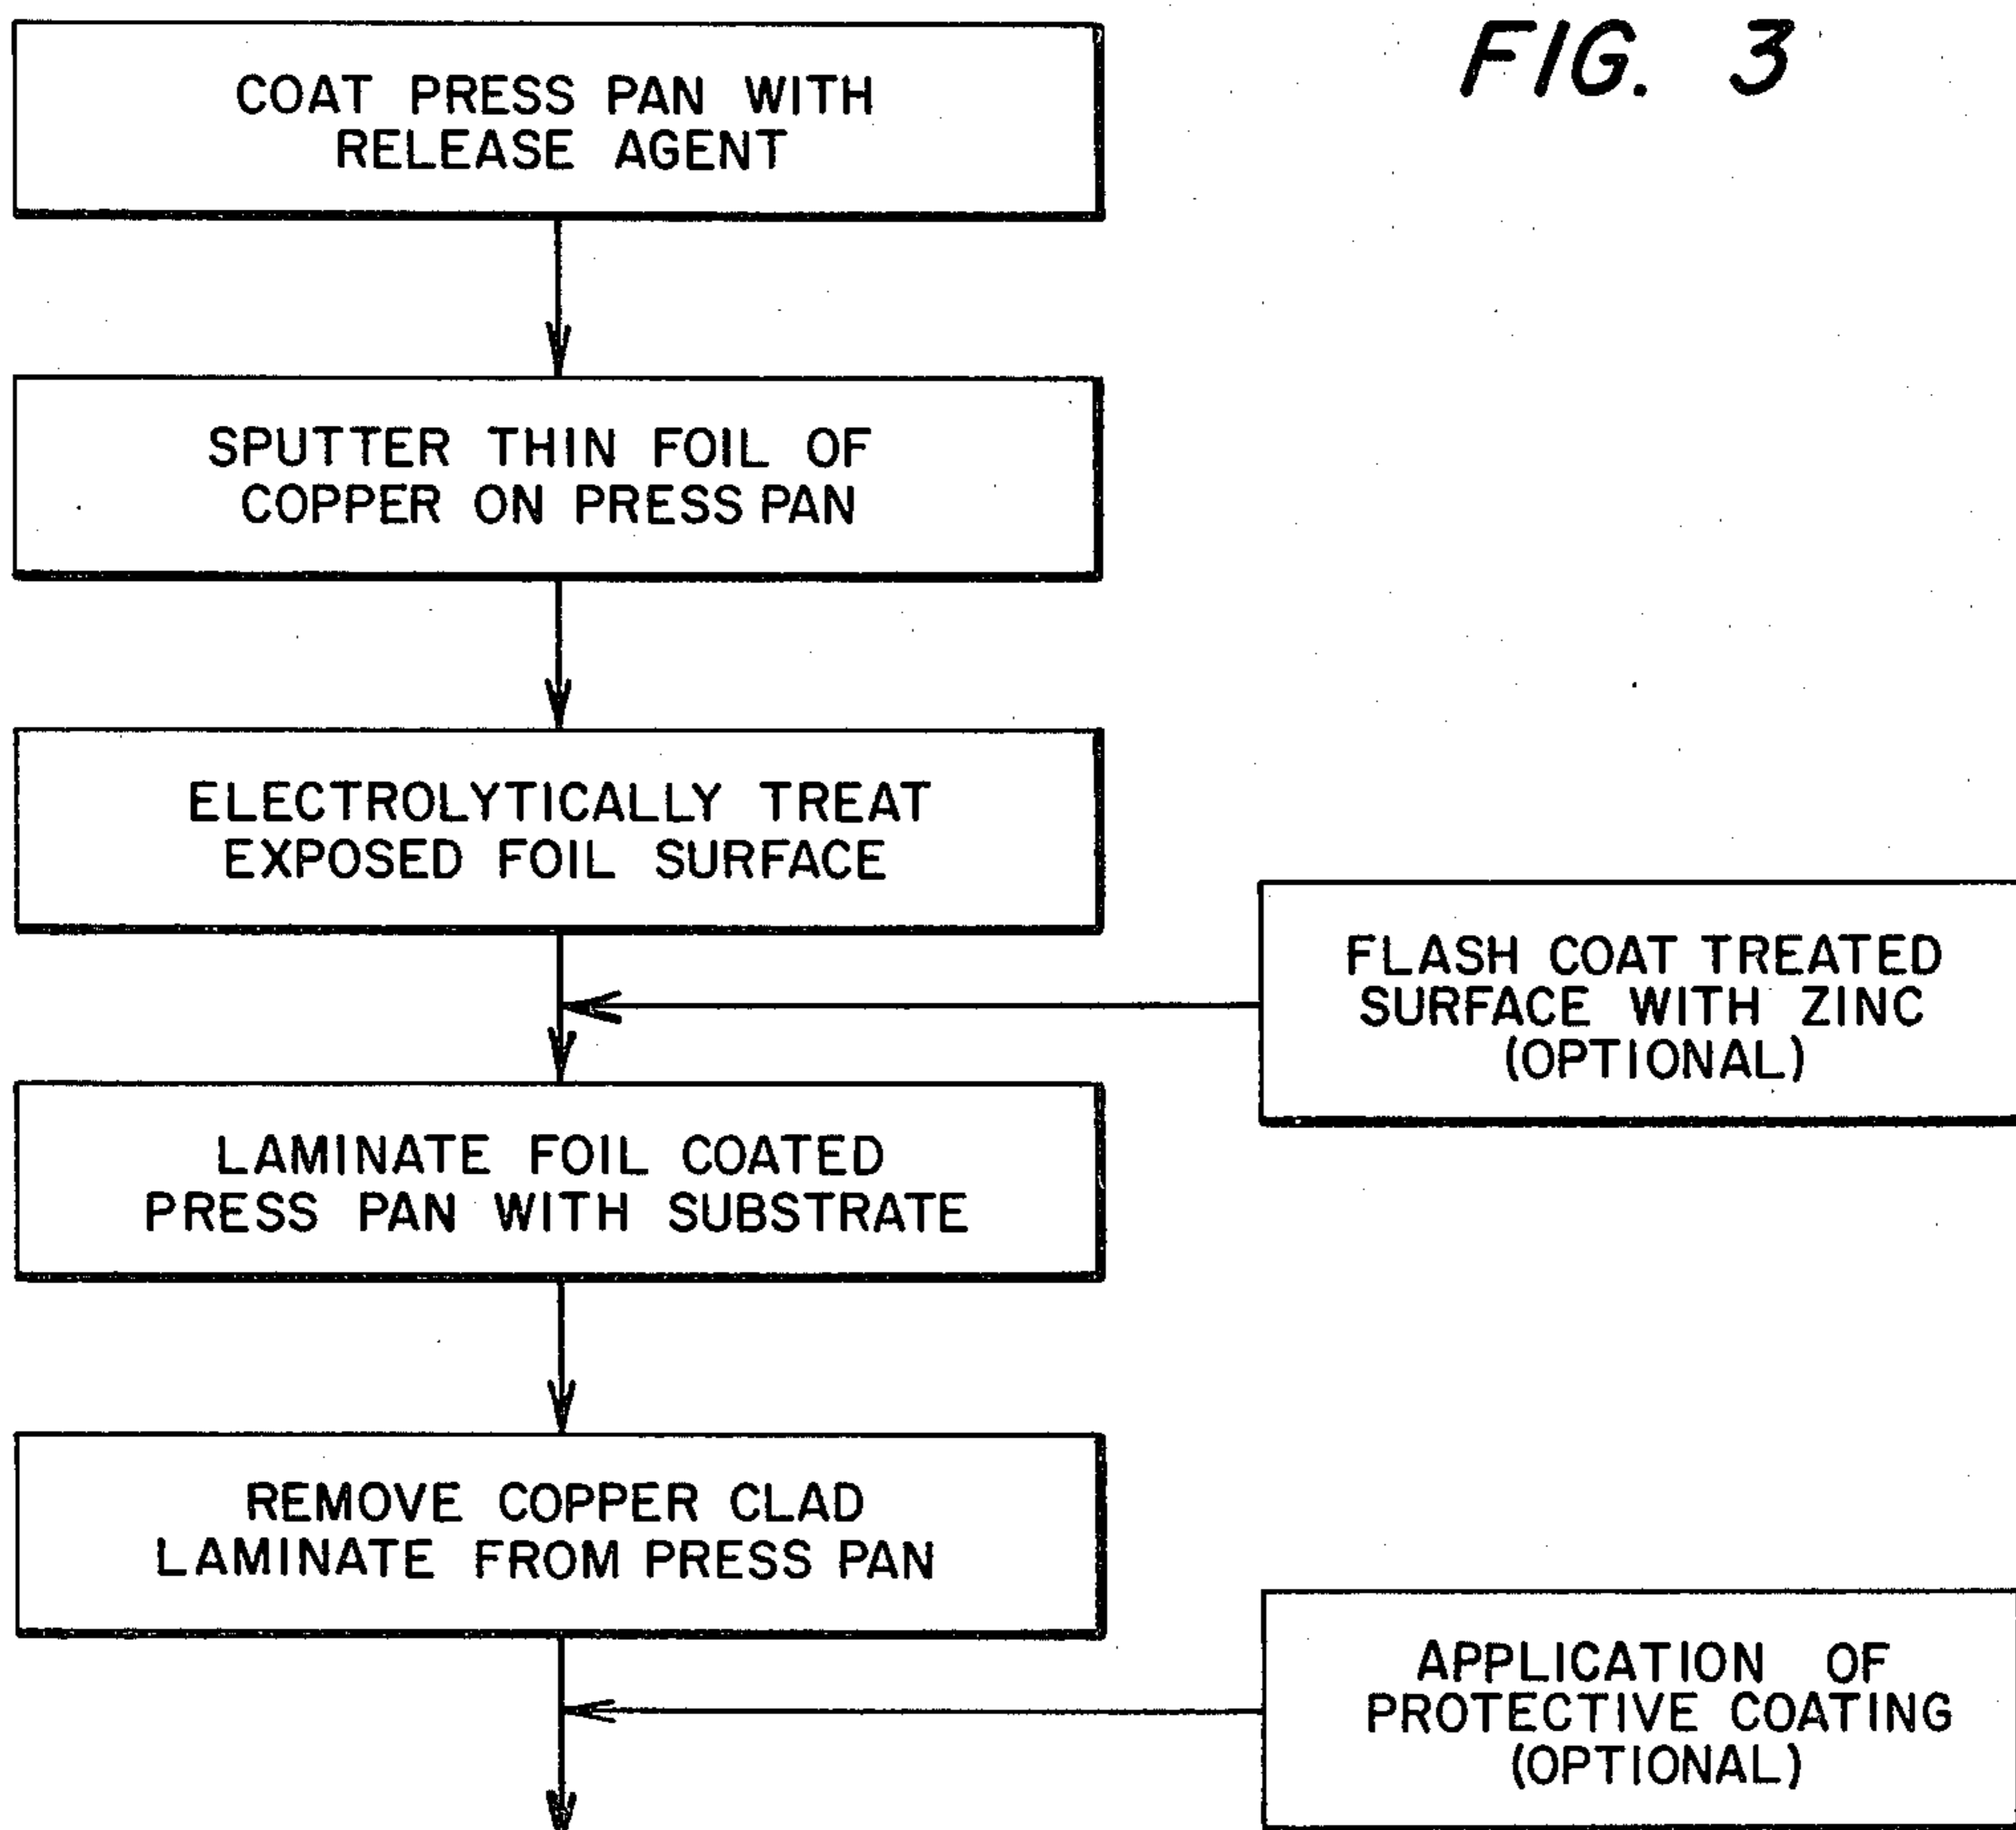 FIG. 3
COAT PRESS PAN WITH
RELEASE AGENT
SPUTTER THIN FOIL OF
COPPER ON PRESS PAN
ELECTROLYTICALLY TREAT
EXPOSED FOIL SURFACE
FLASH COAT TREATED
SURFACE WITH ZINC
(OPTIONAL)
LAMINATE FOIL COATED
PRESS PAN WITH SUBSTRATE
REMOVE COPPER CLAD
LAMINATE FROM PRESS PAN
APPLICATION OF
PROTECTIVE COATING
(OPTIONAL)